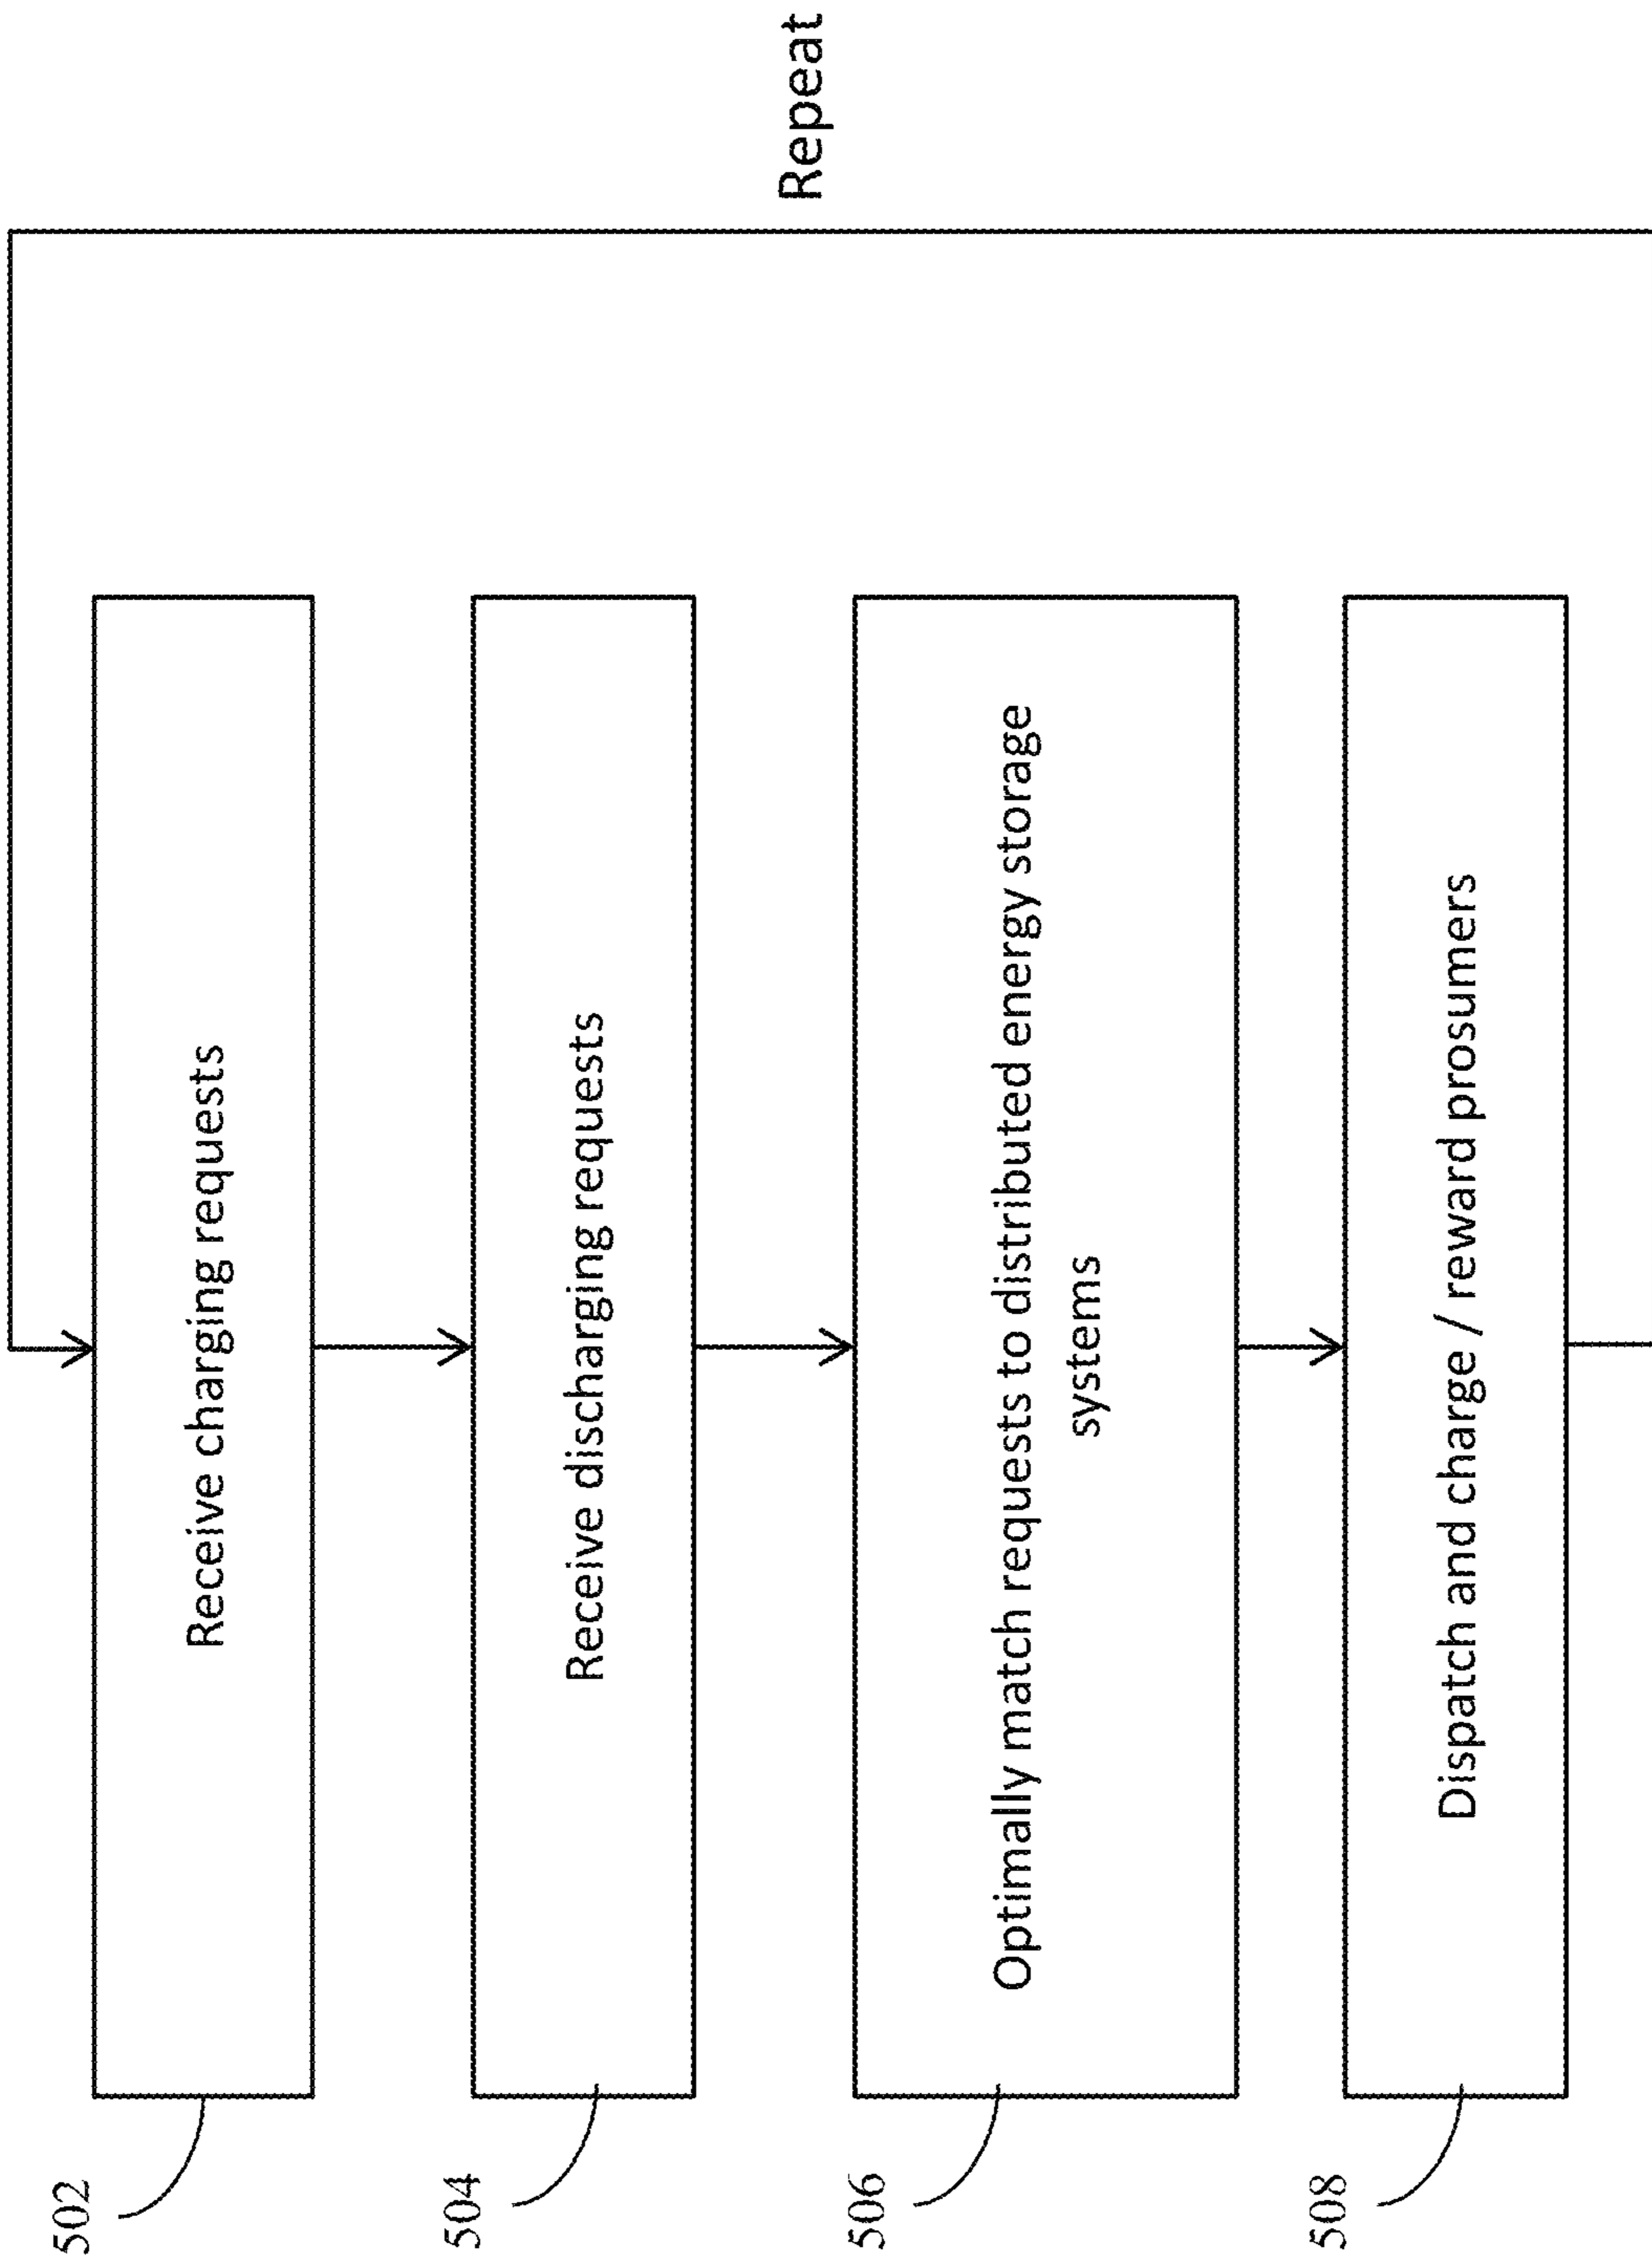 502
Receive charging requests
504
Receive discharging requests
506
Optimally match requests to distributed energy storage
systems
508
Dispatch and charge / reward prosumers
Repeat